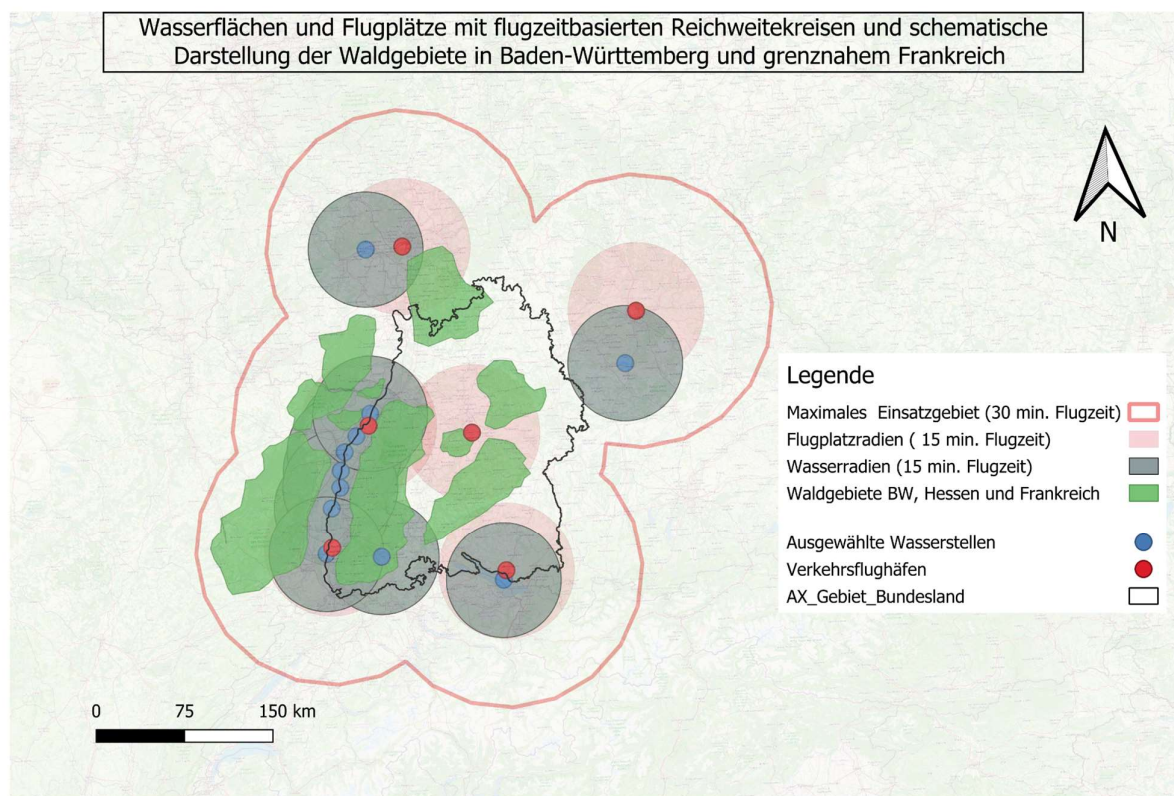 Wasserflächen und Flugplätze mit flugzeitbasierten Reichweitekreisen und schematische
Darstellung der Waldgebiete in Baden-Württemberg und grenznahem Frankreich
N
Legende
Maximales Einsatzgebiet (30 min. Flugzeit)
Flugplatzradien ( 15 min. Flugzeit)
Wasserradien (15 min. Flugzeit)
Waldgebiete BW, Hessen und Frankreich
Ausgewählte Wasserstellen
Verkehrsflughäfen
AX_Gebiet_Bundesland
0 75 150 km